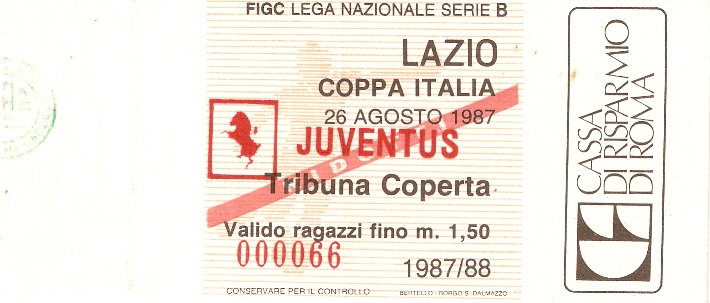 FIGC LEGA NAZIONALE SERIE B
LAZIO
COPPA ITALIA
26 AGOSTO 1987
JUVENTUS
Tribuna Coperta
Valido ragazzi fino m. 1,50
000066
1987/88
CONSERVARE PER IL CONTROLLO
BERTELLO - BORGO S. DALMAZZO
CASSA
DI RISPARMIO
DI ROMA